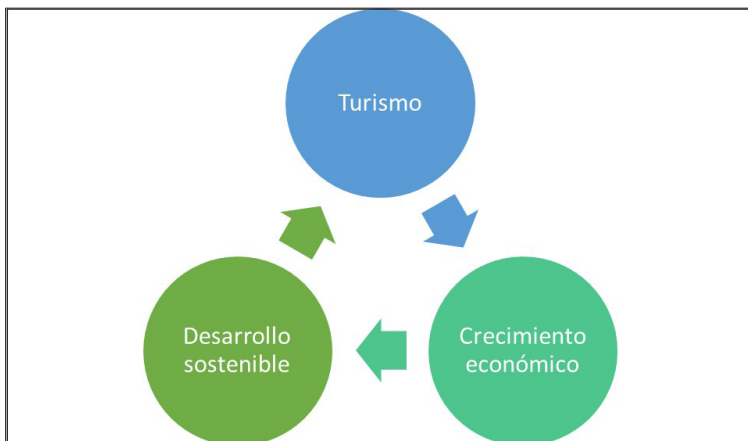 Turismo
Desarrollo
sostenible
Crecimiento
económico